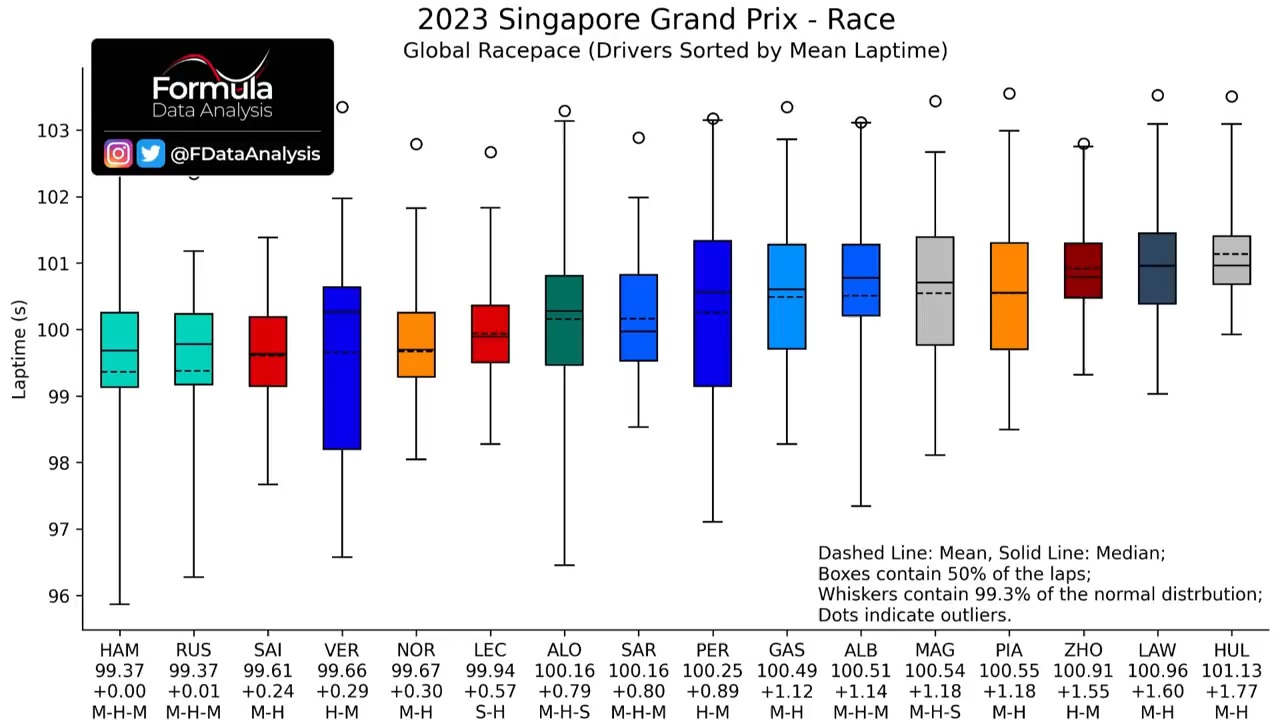 2023 Singapore Grand Prix - Race
Global Racepace (Drivers Sorted by Mean Laptime)
Formula
Data Analysis
@FDataAnalysis
Laptime (s)
103
102
101
100
99
98
97
96
Dashed Line: Mean, Solid Line: Median;
Boxes contain 50% of the laps;
Whiskers contain 99.3% of the normal distrbution;
Dots indicate outliers.
HAM RUS SAI VER NOR LEC ALO SAR PER GAS ALB MAG PIA ZHO LAW HUL
99.37 99.37 99.61 99.66 99.67 99.94 100.16 100.16 100.25 100.49 100.51 100.54 100.55 100.91 100.96 101.13
+0.00 +0.01 +0.24 +0.29 +0.30 +0.57 +0.79 +0.80 +0.89 +1.12 +1.14 +1.18 +1.18 +1.55 +1.60 +1.77
M-H-M M-H-M M-H H-M M-H S-H M-H-S M-H-M H-M M-H H-M M-H-S M-H H-M M-H M-H